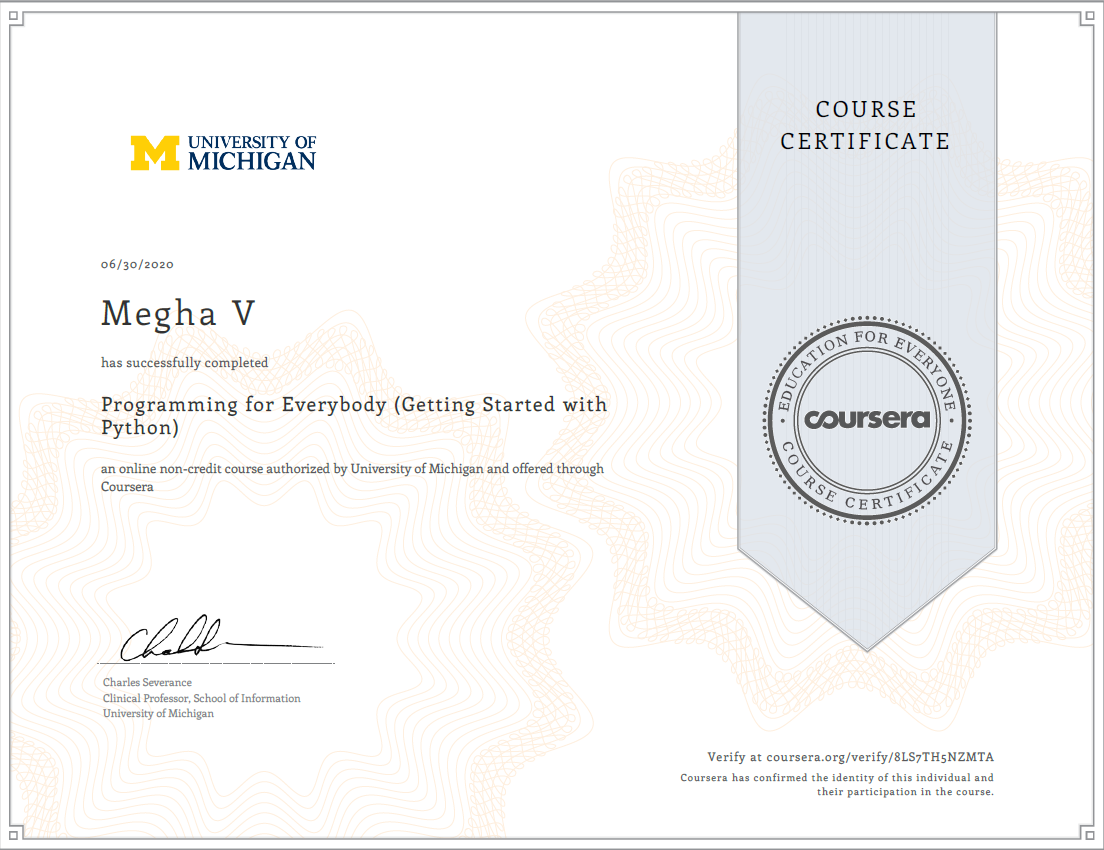 COURSE
CERTIFICATE
UNIVERSITY OF
MICHIGAN
06/30/2020
Megha V
has successfully completed
Programming for Everybody (Getting Started with
Python)
an online non-credit course authorized by University of Michigan and offered through
Coursera
EDUCATION FOR EVERYONE
coursera
COURSE CERTIFICATE
Charles Severance
Clinical Professor, School of Information
University of Michigan
Verify at coursera.org/verify/8LS7TH5NZMTA
Coursera has confirmed the identity of this individual and
their participation in the course.